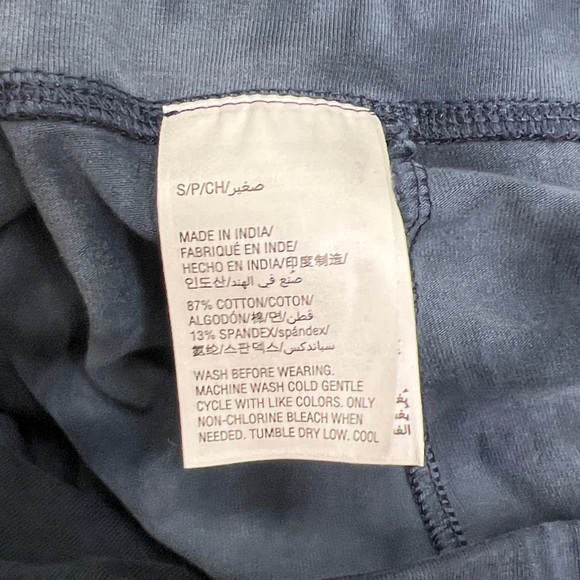 S/P/CH/صغير
MADE IN INDIA/
FABRIQUÉ EN INDE/
HECHO EN INDIA/印度制造/
인도산/صُنع في الهند/
87% COTTON/COTON/
ALGODÓN/棉/면/قطن/
13% SPANDEX/spándex/
氨纶/스판덱스/سباندكس/
WASH BEFORE WEARING.
MACHINE WASH COLD GENTLE
CYCLE WITH LIKE COLORS. ONLY
NON-CHLORINE BLEACH WHEN
NEEDED. TUMBLE DRY LOW. COOL